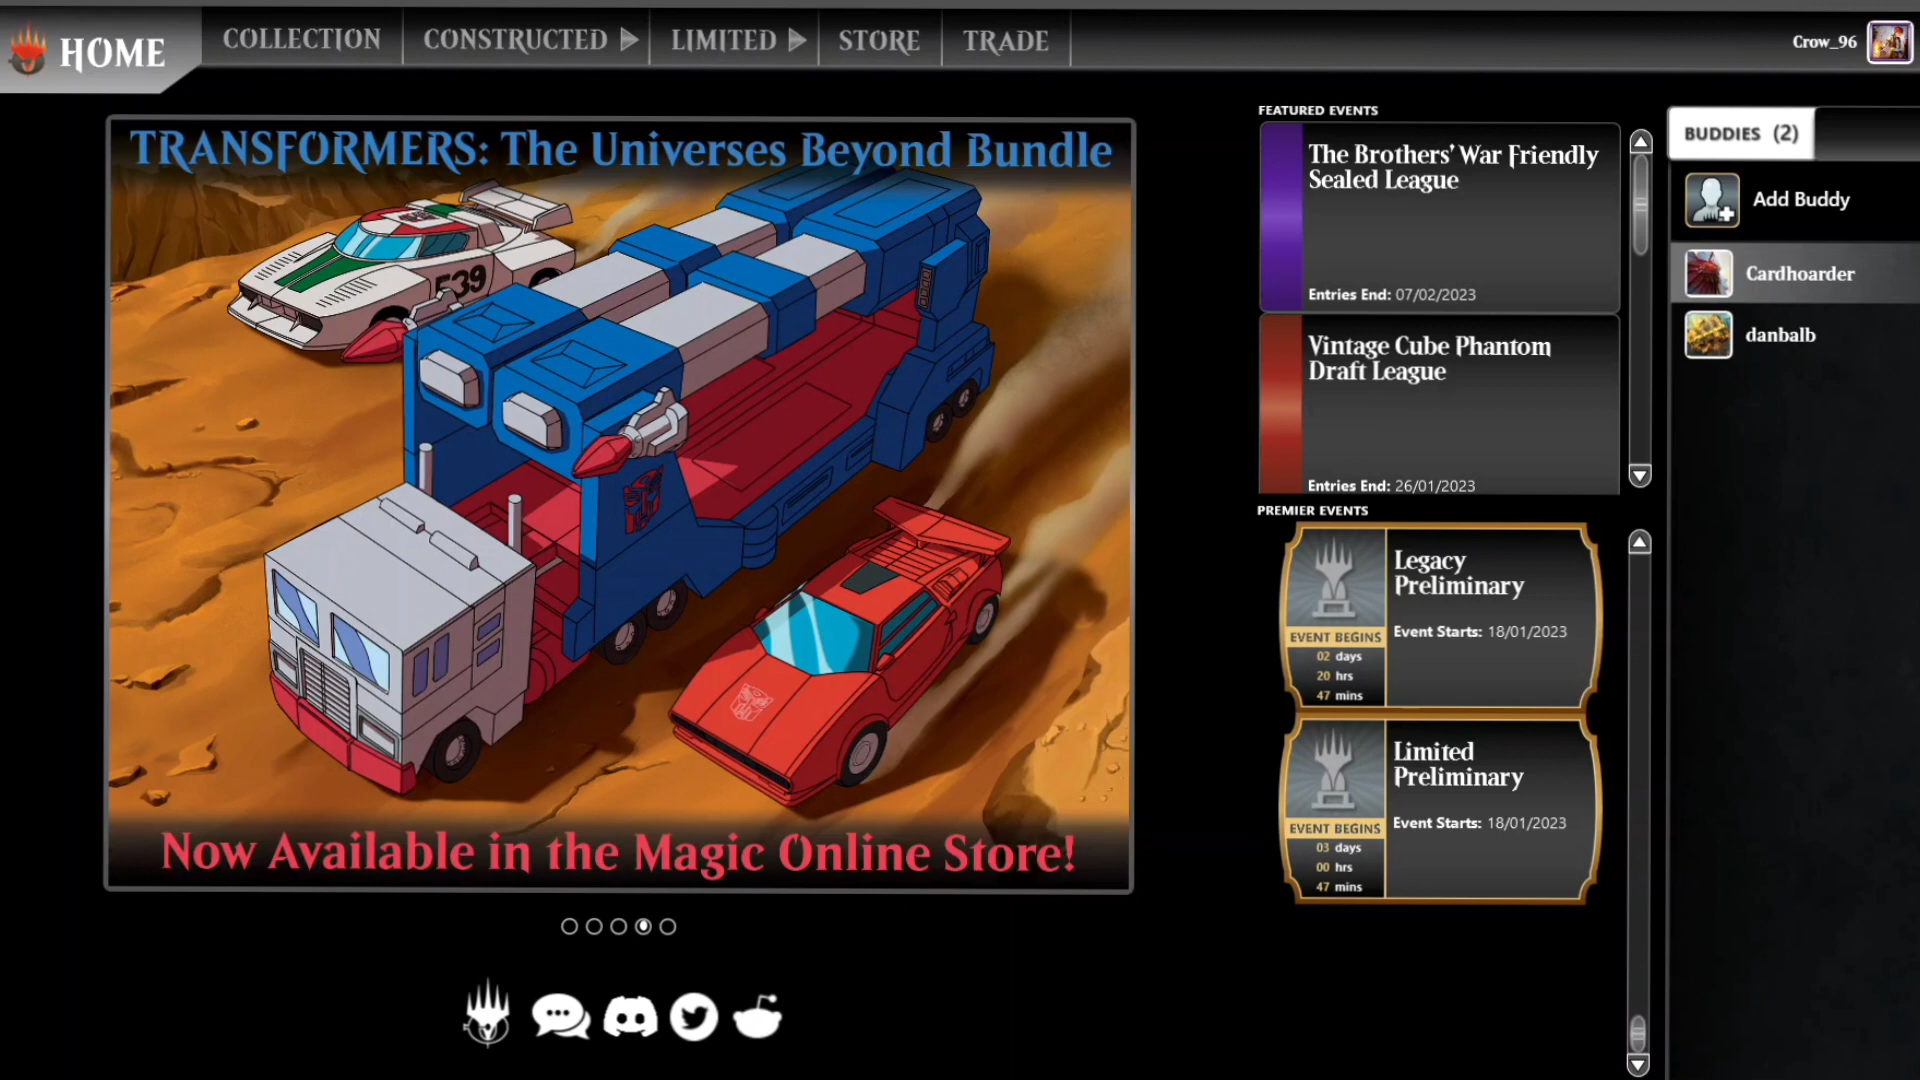 HOME
COLLECTION
CONSTRUCTED
LIMITED
STORE
TRADE
Crow_96
TRANSFORMERS: The Universes Beyond Bundle
539
Now Available in the Magic Online Store!
FEATURED EVENTS
The Brothers' War Friendly
Sealed League
Entries End: 07/02/2023
Vintage Cube Phantom
Draft League
Entries End: 26/01/2023
PREMIER EVENTS
Legacy
Preliminary
Event Starts: 18/01/2023
EVENT BEGINS
02 days
20 hrs
47 mins
Limited
Preliminary
Event Starts: 18/01/2023
EVENT BEGINS
03 days
00 hrs
47 mins
BUDDIES (2)
Add Buddy
Cardhoarder
danbalb